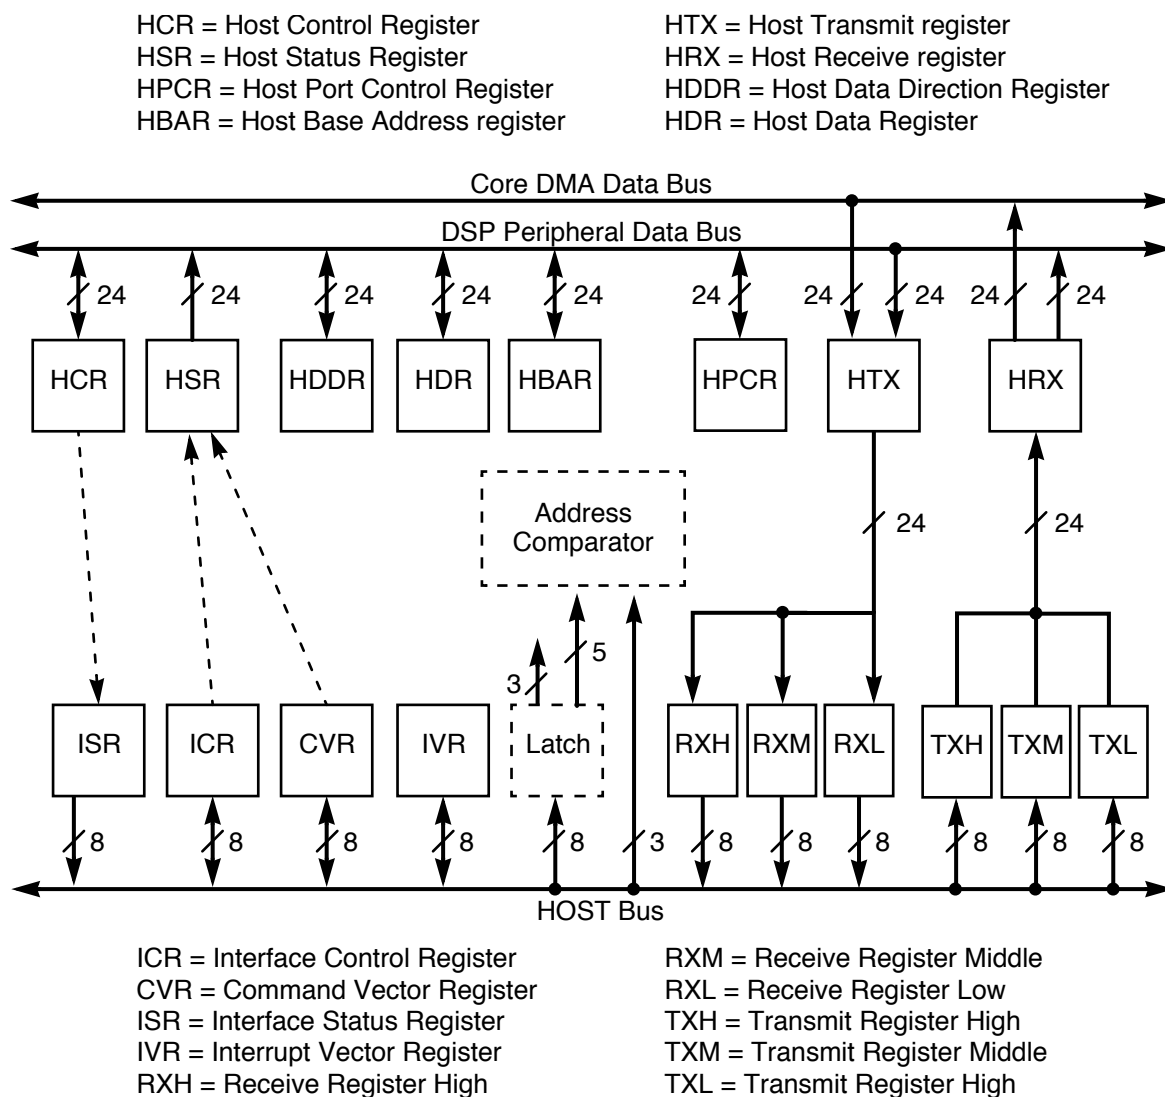 HCR = Host Control Register
HSR = Host Status Register
HPCR = Host Port Control Register
HBAR = Host Base Address register
HTX = Host Transmit register
HRX = Host Receive register
HDDR = Host Data Direction Register
HDR = Host Data Register
Core DMA Data Bus
DSP Peripheral Data Bus
24 24 24 24 24 24 24 24 24 24
HCR HSR HDDR HDR HBAR HPCR HTX HRX
Address
Comparator
24 24
3 5
ISR ICR CVR IVR Latch RXH RXM RXL TXH TXM TXL
8 8 8 8 8 3 8 8 8 8 8 8
HOST Bus
ICR = Interface Control Register
CVR = Command Vector Register
ISR = Interface Status Register
IVR = Interrupt Vector Register
RXH = Receive Register High
RXM = Receive Register Middle
RXL = Receive Register Low
TXH = Transmit Register High
TXM = Transmit Register Middle
TXL = Transmit Register High